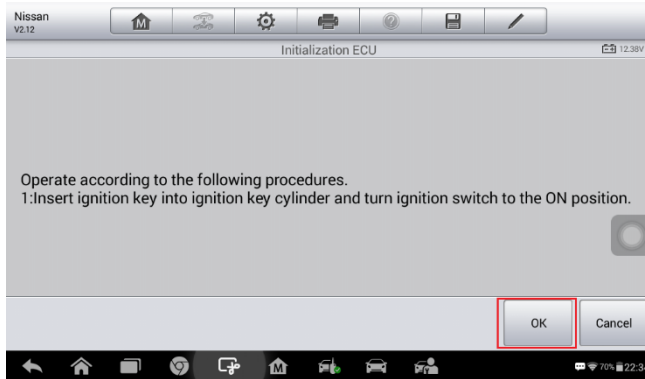 Nissan
V2.12
Initialization ECU
12.38V
Operate according to the following procedures.
1:Insert ignition key into ignition key cylinder and turn ignition switch to the ON position.
OK
Cancel
70%